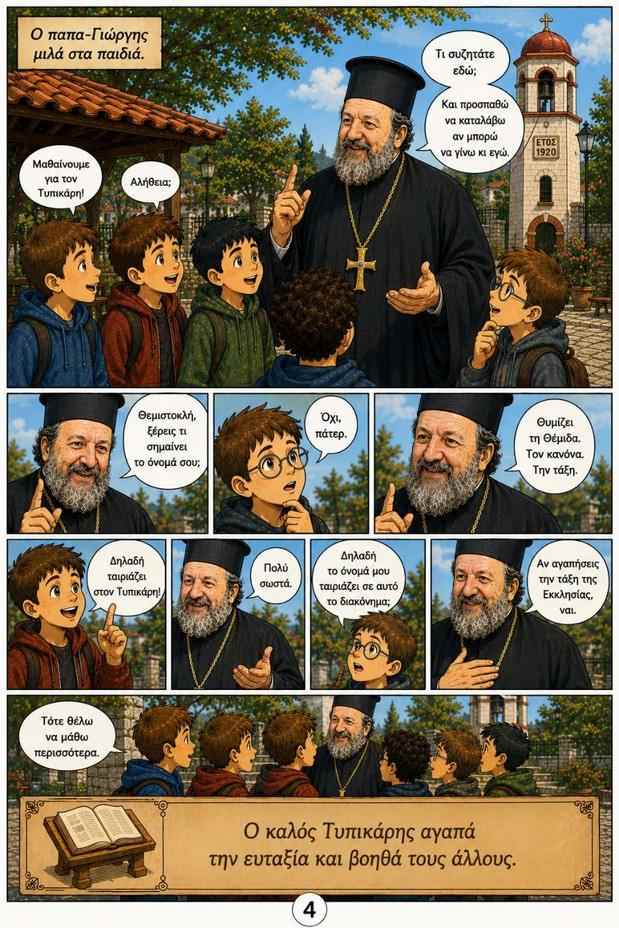 Ο παπα-Γιώργης
μιλά στα παιδιά.
Μαθαίνουμε
για τον
Τυπικάρη!
Αλήθεια;
Τι συζητάτε
εδώ;
Και προσπαθώ
να καταλάβω
αν μπορώ
να γίνω κι εγώ.
ΕΤΟΣ
1920
Θεμιστοκλή,
ξέρεις τι
σημαίνει
το όνομά σου;
Όχι,
πάτερ.
Θυμίζει
τη Θέμιδα.
Τον κανόνα.
Την τάξη.
Δηλαδή
ταιριάζει
στον Τυπικάρη!
Πολύ
σωστά.
Δηλαδή
το όνομά μου
ταιριάζει σε αυτό
το διακόνημα;
Αν αγαπήσεις
την τάξη της
Εκκλησίας,
ναι.
Τότε θέλω
να μάθω
περισσότερα.
Ο καλός Τυπικάρης αγαπά
την ευταξία και βοηθά τους άλλους.
4